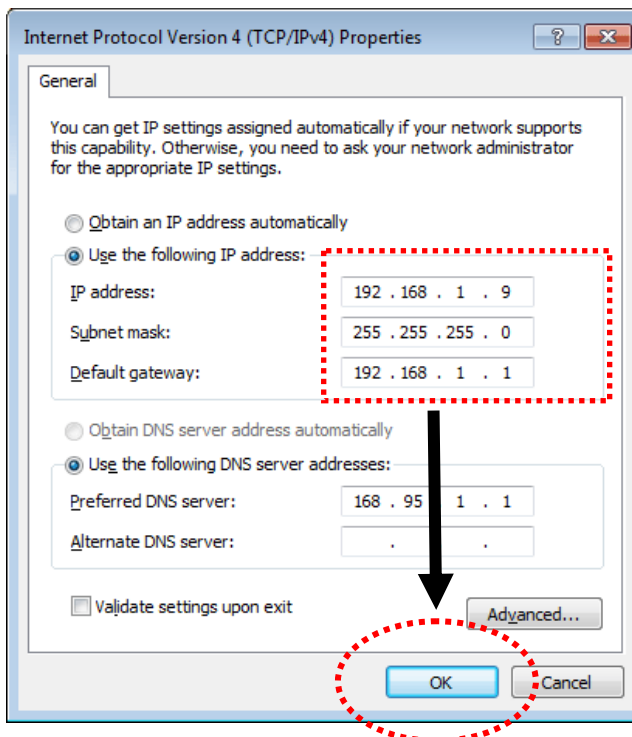 Internet Protocol Version 4 (TCP/IPv4) Properties
General
You can get IP settings assigned automatically if your network supports
this capability. Otherwise, you need to ask your network administrator
for the appropriate IP settings.
Obtain an IP address automatically
Use the following IP address:
IP address: 192 . 168 . 1 . 9
Subnet mask: 255 . 255 . 255 . 0
Default gateway: 192 . 168 . 1 . 1
Obtain DNS server address automatically
Use the following DNS server addresses:
Preferred DNS server: 168 . 95 1 . 1
Alternate DNS server: . .
Validate settings upon exit
Advanced...
OK Cancel